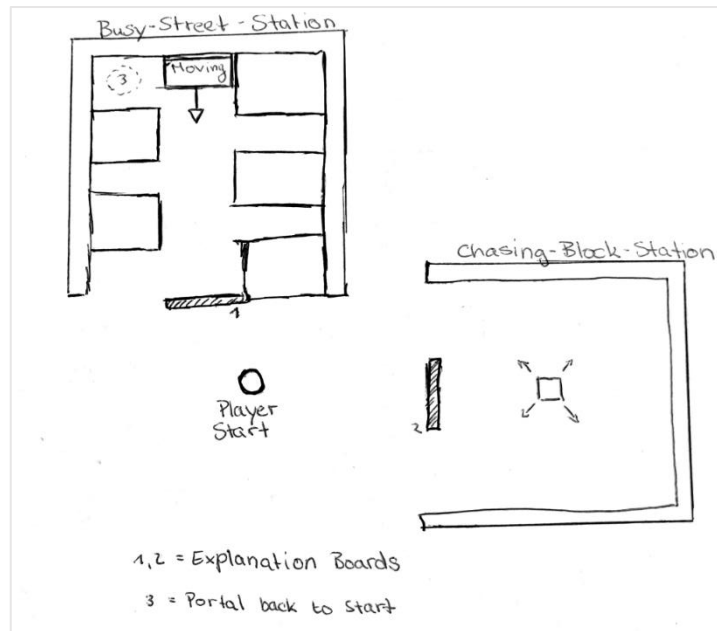 Busy-Street-Station
3
Moving
1
Chasing-Block-Station
Player
Start
2
1,2 = Explanation Boards
3 = Portal back to Start